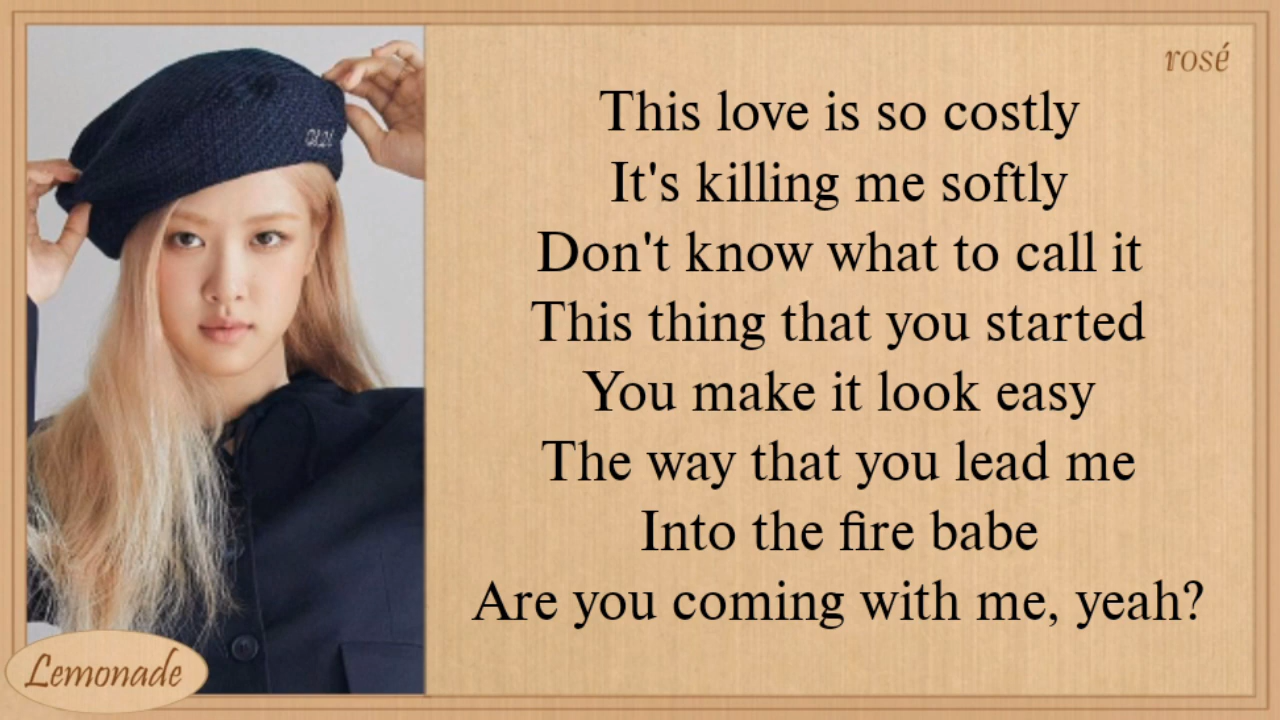 rosé
This love is so costly
It's killing me softly
Don't know what to call it
This thing that you started
You make it look easy
The way that you lead me
Into the fire babe
Are you coming with me, yeah?
Lemonade